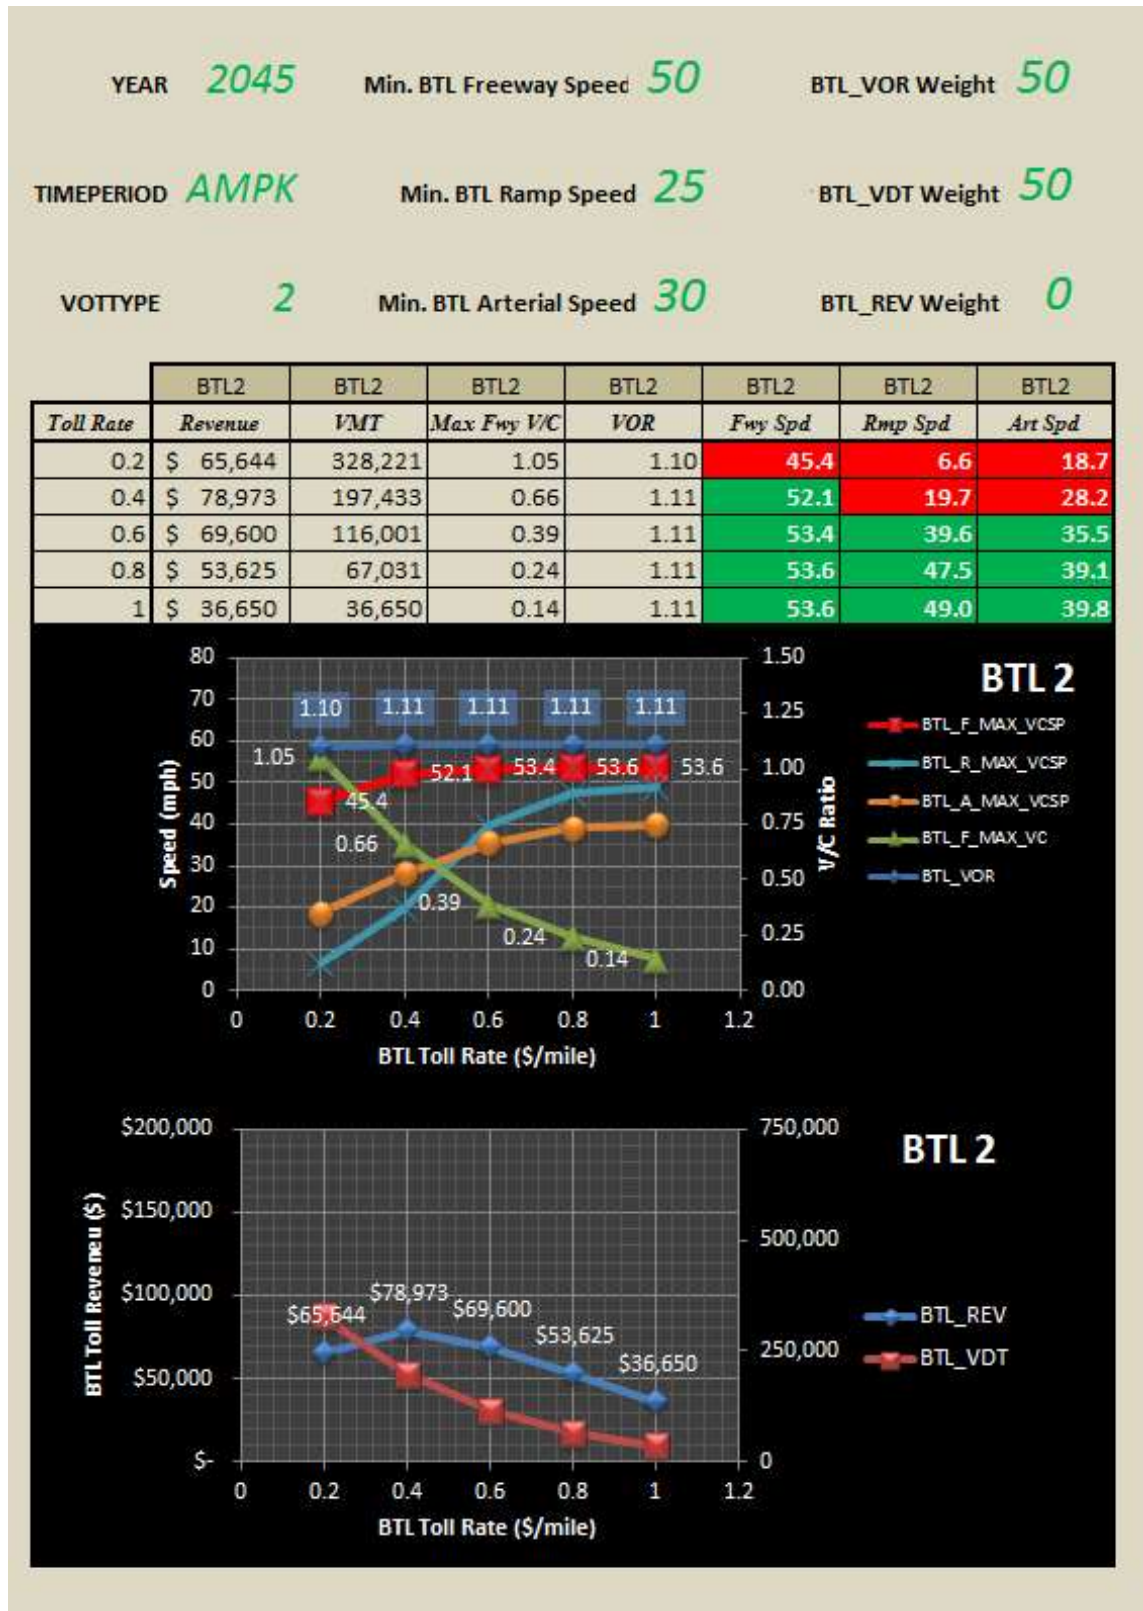 YEAR 2045 Min. BTL Freeway Speed 50 BTL_VOR Weight 50
TIMEPERIOD AMPK Min. BTL Ramp Speed 25 BTL_VDT Weight 50
VOTTYPE 2 Min. BTL Arterial Speed 30 BTL_REV Weight 0
BTL2 BTL2 BTL2 BTL2 BTL2 BTL2 BTL2
Toll Rate Revenue VMT Max Fwy V/C VOR Fwy Spd Rmp Spd Art Spd
0.2 $ 65,644 328,221 1.05 1.10 45.4 6.6 18.7
0.4 $ 78,973 197,433 0.66 1.11 52.1 19.7 28.2
0.6 $ 69,600 116,001 0.39 1.11 53.4 39.6 35.5
0.8 $ 53,625 67,031 0.24 1.11 53.6 47.5 39.1
1 $ 36,650 36,650 0.14 1.11 53.6 49.0 39.8
BTL 2
Speed (mph)
80
70
60
50
40
30
20
10
0
1.10 1.11 1.11 1.11 1.11
1.05
45.4 52.1 53.4 53.6 53.6
0.66
0.39
0.24
0.14
1.50
1.25
1.00
0.75
0.50
0.25
0.00
V/C Ratio
BTL_F_MAX_VCSP
BTL_R_MAX_VCSP
BTL_A_MAX_VCSP
BTL_F_MAX_VC
BTL_VOR
0 0.2 0.4 0.6 0.8 1 1.2
BTL Toll Rate ($/mile)
BTL 2
BTL Toll Reveneu ($)
$200,000
$150,000
$100,000
$50,000
$-
$65,644
$78,973
$69,600
$53,625
$36,650
750,000
500,000
250,000
0
BTL_REV
BTL_VDT
0 0.2 0.4 0.6 0.8 1 1.2
BTL Toll Rate ($/mile)